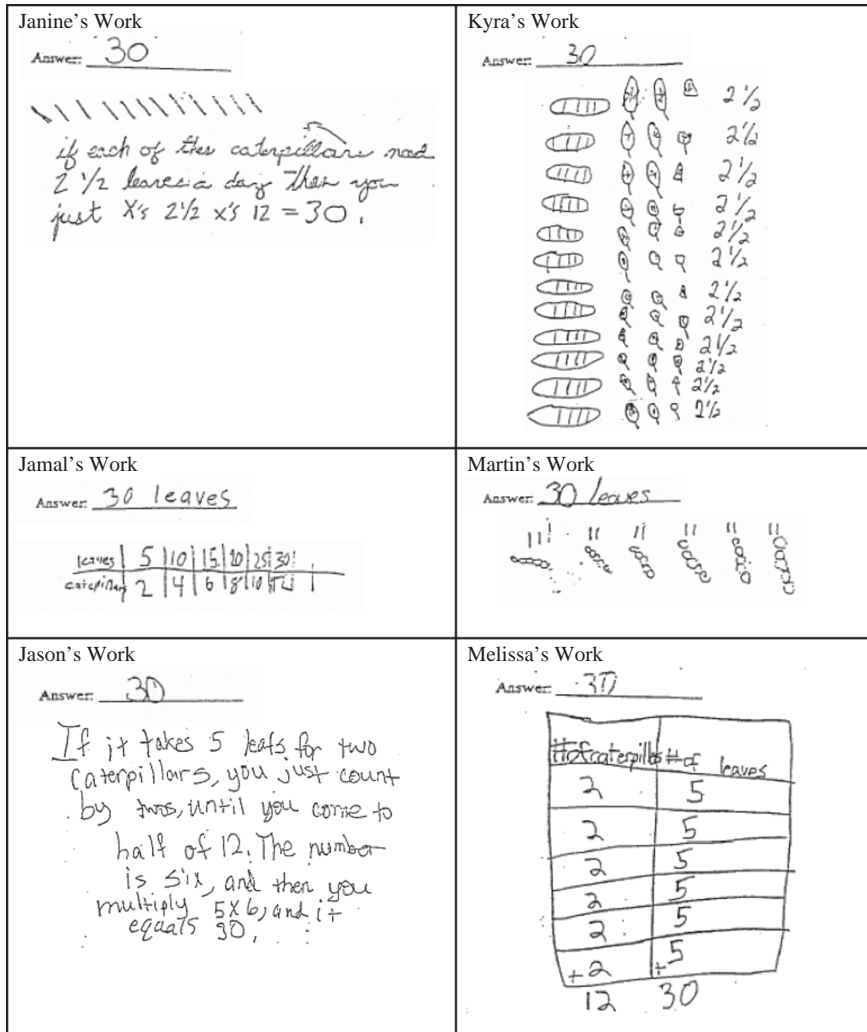 Janine's Work
Answer: 30
if each of the caterpillars had
2 1/2 leaves a day then you
just x's 2 1/2 x's 12 = 30.
Kyra's Work
Answer: 30
2 1/2
2 1/2
2 1/2
2 1/2
2 1/2
2 1/2
2 1/2
2 1/2
2 1/2
2 1/2
2 1/2
2 1/2
Jamal's Work
Answer: 30 leaves
leaves 5 10 15 20 25 30
2 4 6 8 10 12
Martin's Work
Answer: 30 leaves
Jason's Work
Answer: 30
If it takes 5 leafs for two
caterpillars, you just count
by twos, until you come to
half of 12. The number
is six, and then you
multiply 5x6, and it
equals 30.
Melissa's Work
Answer: 30
#of #of leaves
2 5
2 5
2 5
2 5
2 5
+2 +5
12 30